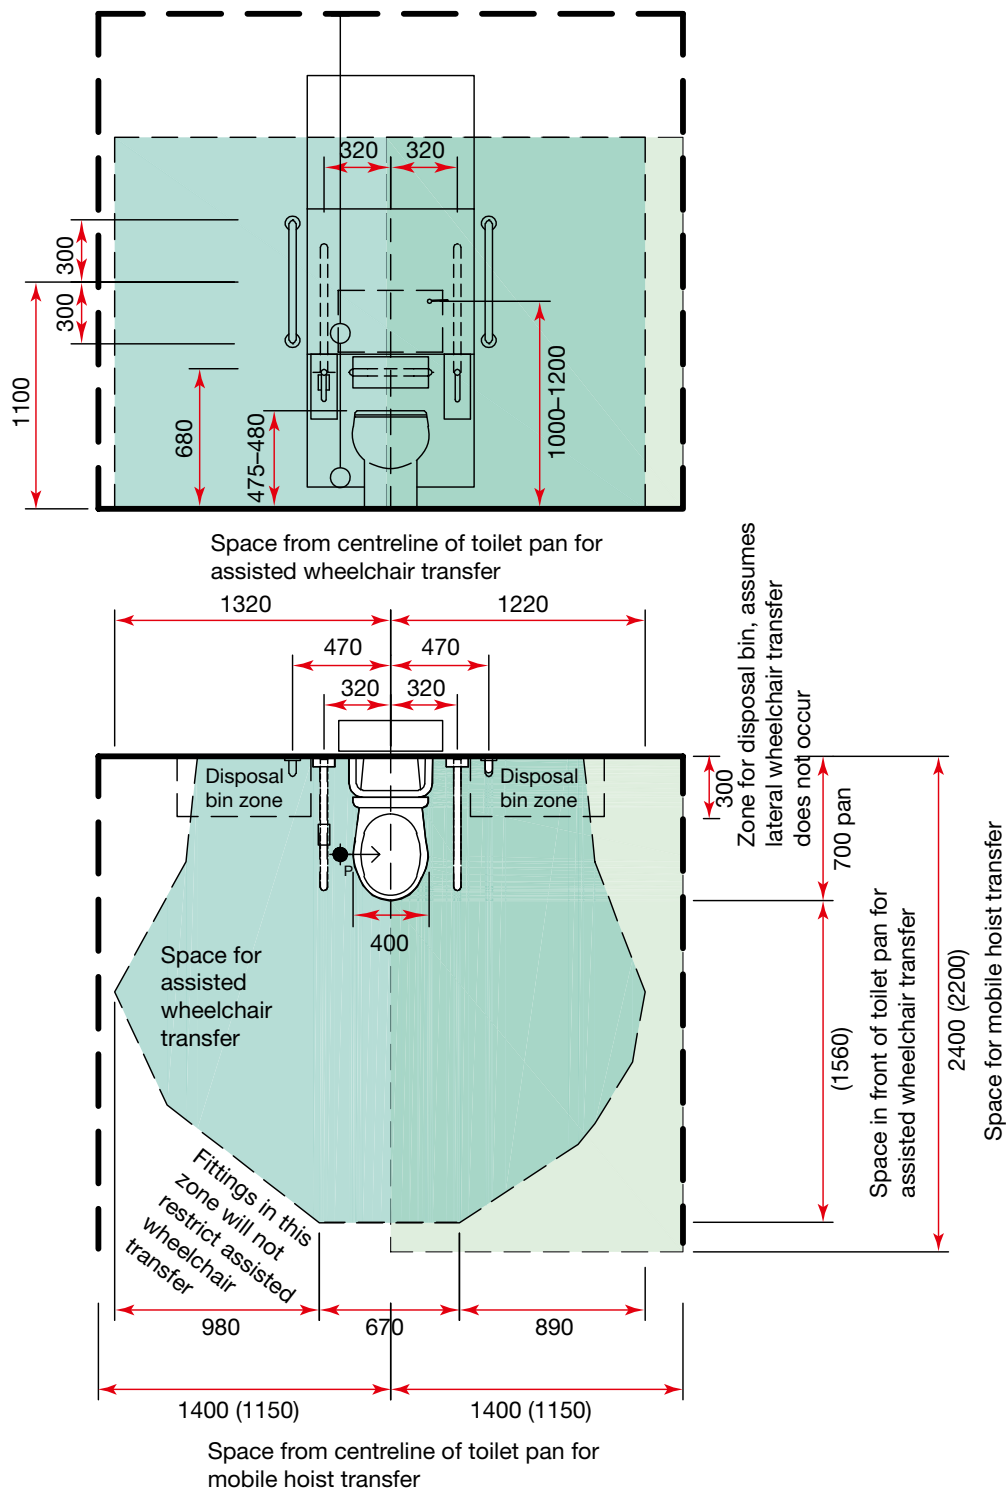 320
320
300
300
1100
680
475–480
1000–1200
Space from centreline of toilet pan for
assisted wheelchair transfer
1320
1220
470
470
320
320
Disposal
bin zone
Disposal
bin zone
300
Zone for disposal bin, assumes
lateral wheelchair transfer
does not occur
700 pan
P
400
Space for
assisted
wheelchair
transfer
(1560)
Space in front of toilet pan for
assisted wheelchair transfer
2400 (2200)
Space for mobile hoist transfer
Fittings in this
zone will not
restrict assisted
wheelchair
transfer
980
670
890
1400 (1150)
1400 (1150)
Space from centreline of toilet pan for
mobile hoist transfer